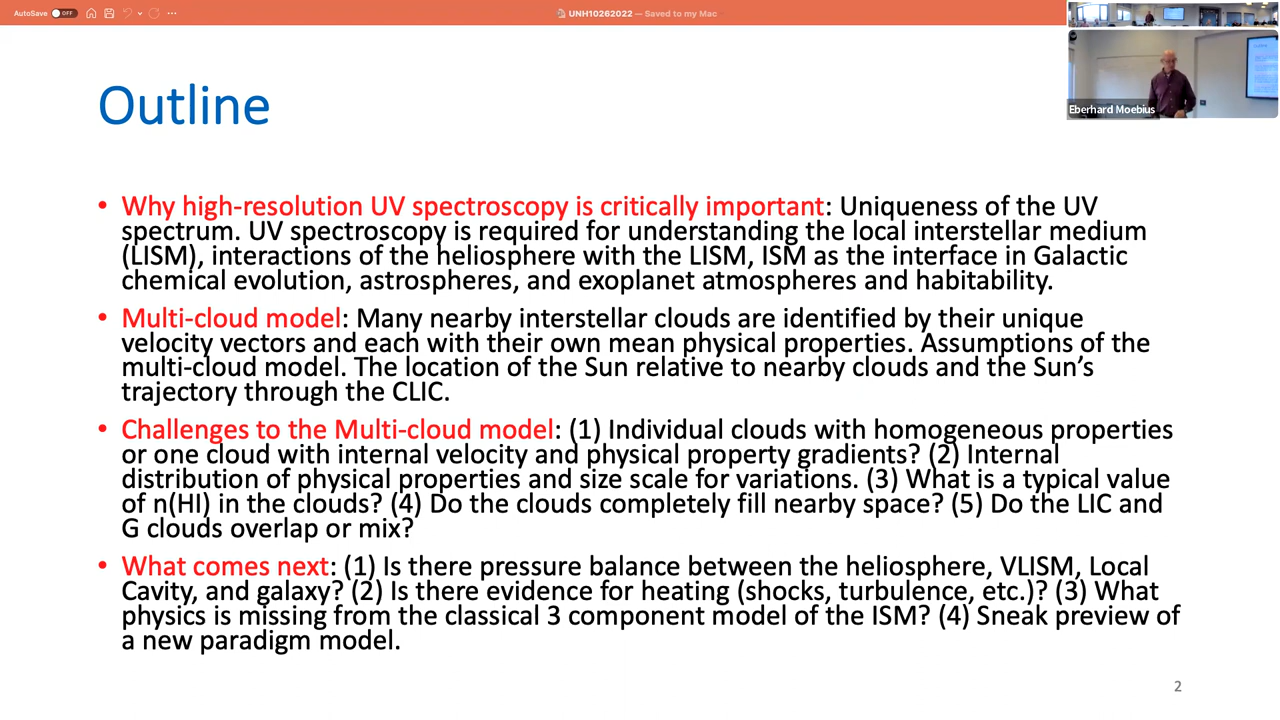 AutoSave OFF
UNH10262022 — Saved to my Mac
Eberhard Moebius
Outline
• Why high-resolution UV spectroscopy is critically important: Uniqueness of the UV
spectrum. UV spectroscopy is required for understanding the local interstellar medium
(LISM), interactions of the heliosphere with the LISM, ISM as the interface in Galactic
chemical evolution, astrospheres, and exoplanet atmospheres and habitability.
• Multi-cloud model: Many nearby interstellar clouds are identified by their unique
velocity vectors and each with their own mean physical properties. Assumptions of the
multi-cloud model. The location of the Sun relative to nearby clouds and the Sun’s
trajectory through the CLIC.
• Challenges to the Multi-cloud model: (1) Individual clouds with homogeneous properties
or one cloud with internal velocity and physical property gradients? (2) Internal
distribution of physical properties and size scale for variations. (3) What is a typical value
of n(HI) in the clouds? (4) Do the clouds completely fill nearby space? (5) Do the LIC and
G clouds overlap or mix?
• What comes next: (1) Is there pressure balance between the heliosphere, VLISM, Local
Cavity, and galaxy? (2) Is there evidence for heating (shocks, turbulence, etc.)? (3) What
physics is missing from the classical 3 component model of the ISM? (4) Sneak preview of
a new paradigm model.
2